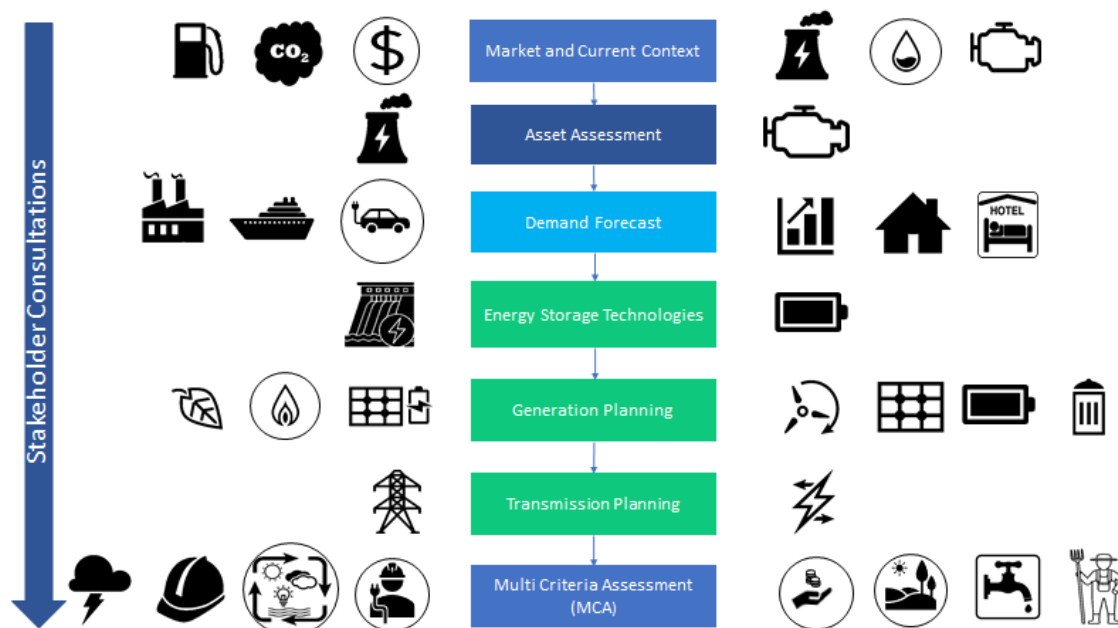 Stakeholder Consultations
CO₂
$
Market and Current Context
Asset Assessment
Demand Forecast
HOTEL
Energy Storage Technologies
Generation Planning
Transmission Planning
Multi Criteria Assessment
(MCA)